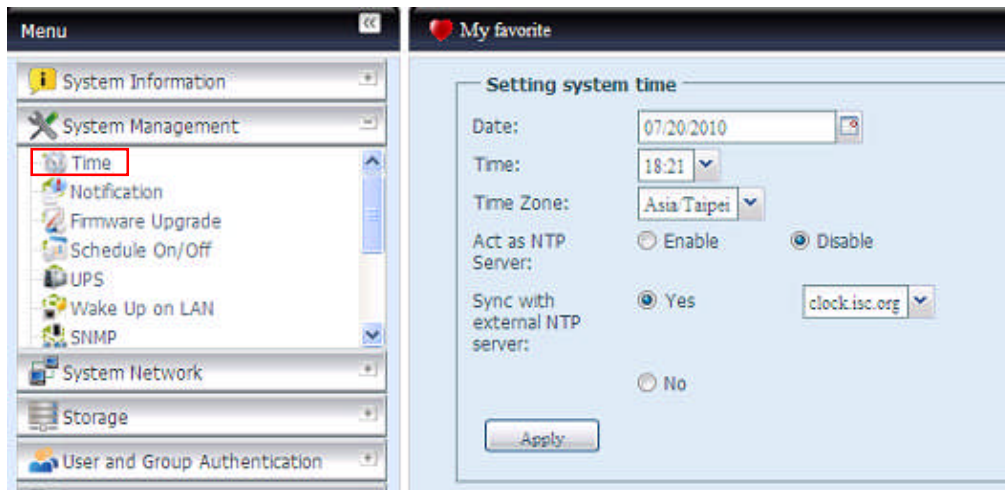 Menu
My favorite
System Information
System Management
Time
Notification
Firmware Upgrade
Schedule On/Off
UPS
Wake Up on LAN
SNMP
System Network
Storage
User and Group Authentication
Setting system time
Date:
07/20/2010
Time:
18:21
Time Zone:
Asia/Taipei
Act as NTP
Server:
Enable
Disable
Sync with
external NTP
server:
Yes
clock.isc.org
No
Apply